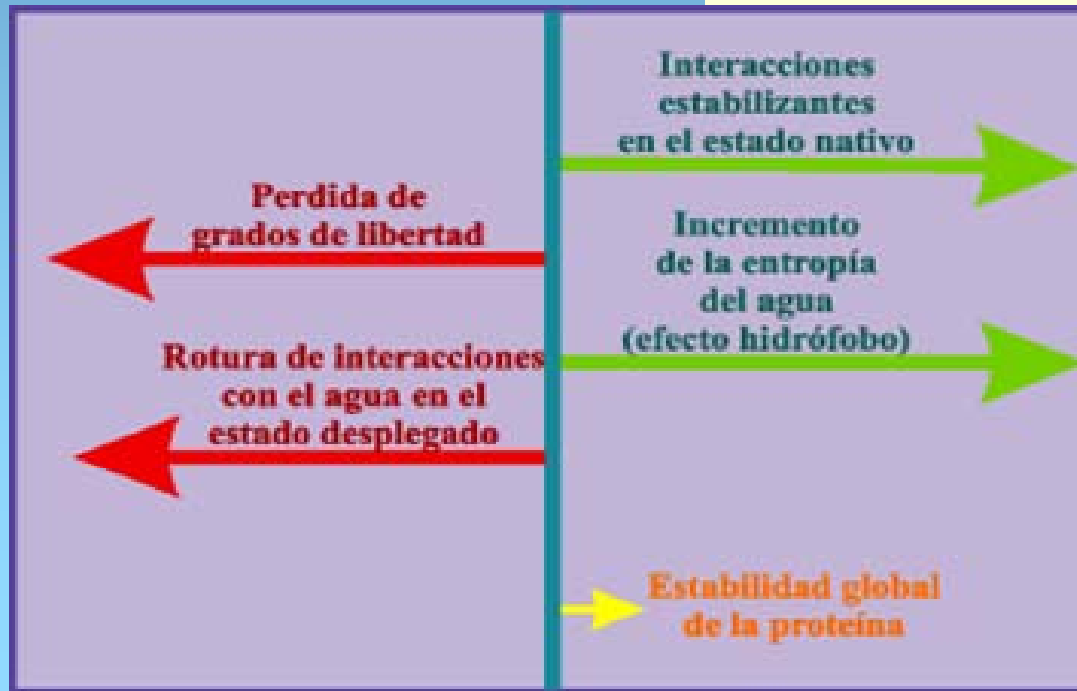 Interacciones
estabilizantes
en el estado nativo
Perdida de
grados de libertad
Incremento
de la entropía
del agua
(efecto hidrófobo)
Rotura de interacciones
con el agua en el
estado desplegado
Estabilidad global
de la proteína